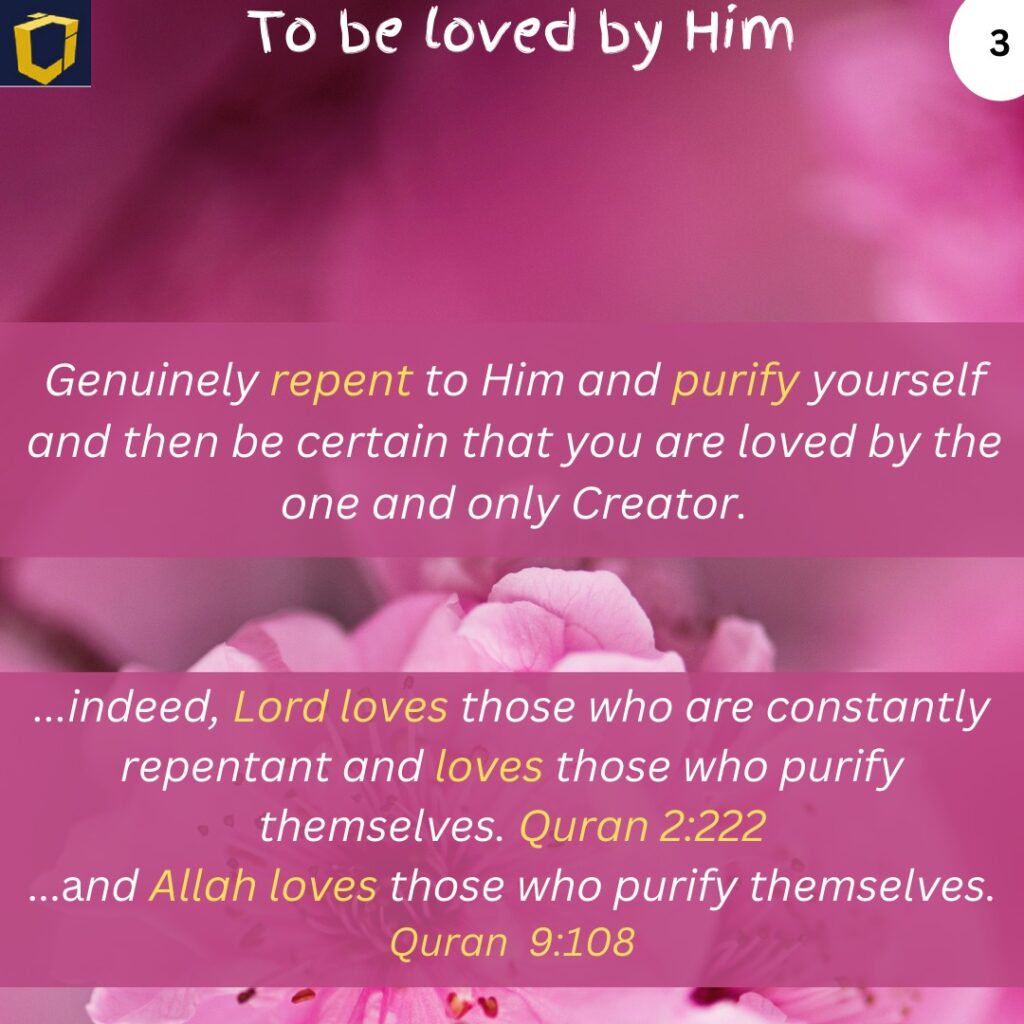 To be loved by Him
3
Genuinely repent to Him and purify yourself
and then be certain that you are loved by the
one and only Creator.
...indeed, Lord loves those who are constantly
repentant and loves those who purify
themselves. Quran 2:222
...and Allah loves those who purify themselves.
Quran 9:108